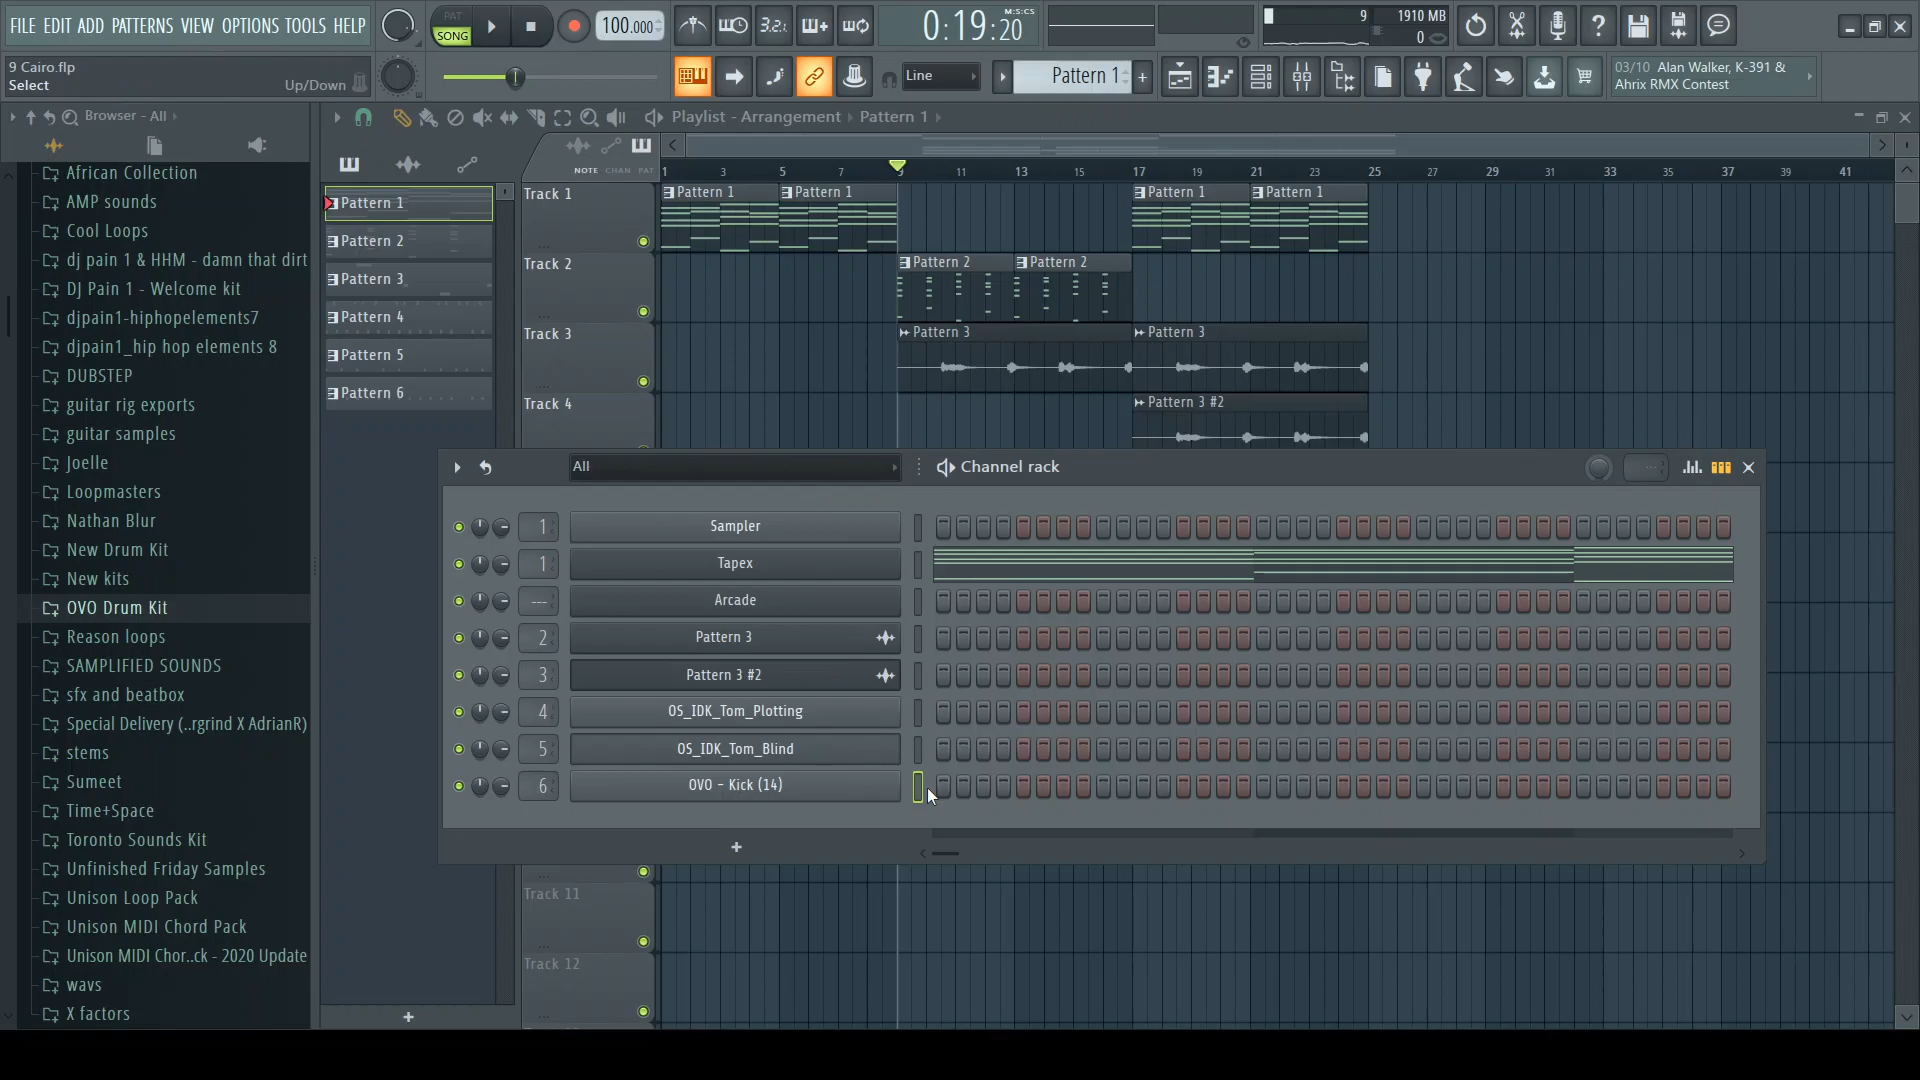 FILE EDIT ADD PATTERNS VIEW OPTIONS TOOLS HELP
PAT
SONG
100.000
3.2.
0:19:20
M:S:CS
9
1910 MB
0
9 Cairo.flp
Select
Up/Down
Line
Pattern 1
03/10 Alan Walker, K-391 &
Ahrix RMX Contest
Browser - All
Playlist - Arrangement
Pattern 1
African Collection
AMP sounds
Cool Loops
dj pain 1 & HHM - damn that dirt
DJ Pain 1 - Welcome kit
djpain1-hiphopelements7
djpain1_hip hop elements 8
DUBSTEP
guitar rig exports
guitar samples
Joelle
Loopmasters
Nathan Blur
New Drum Kit
New kits
OVO Drum Kit
Reason loops
SAMPLIFIED SOUNDS
sfx and beatbox
Special Delivery (..rgrind X AdrianR)
stems
Sumeet
Time+Space
Toronto Sounds Kit
Unfinished Friday Samples
Unison Loop Pack
Unison MIDI Chord Pack
Unison MIDI Chor..ck - 2020 Update
wavs
X factors
Pattern 1
Pattern 2
Pattern 3
Pattern 4
Pattern 5
Pattern 6
NOTE CHAN PAT
1 3 5 7 9 11 13 15 17 19 21 23 25 27 29 31 33 35 37 39 41
Track 1
Pattern 1
Pattern 1
Pattern 1
Pattern 1
Track 2
Pattern 2
Pattern 2
Track 3
Pattern 3
Pattern 3
Track 4
Pattern 3 #2
All
Channel rack
1
Sampler
1
Tapex
---
Arcade
2
Pattern 3
3
Pattern 3 #2
4
OS_IDK_Tom_Plotting
5
OS_IDK_Tom_Blind
6
OVO - Kick (14)
Track 11
Track 12